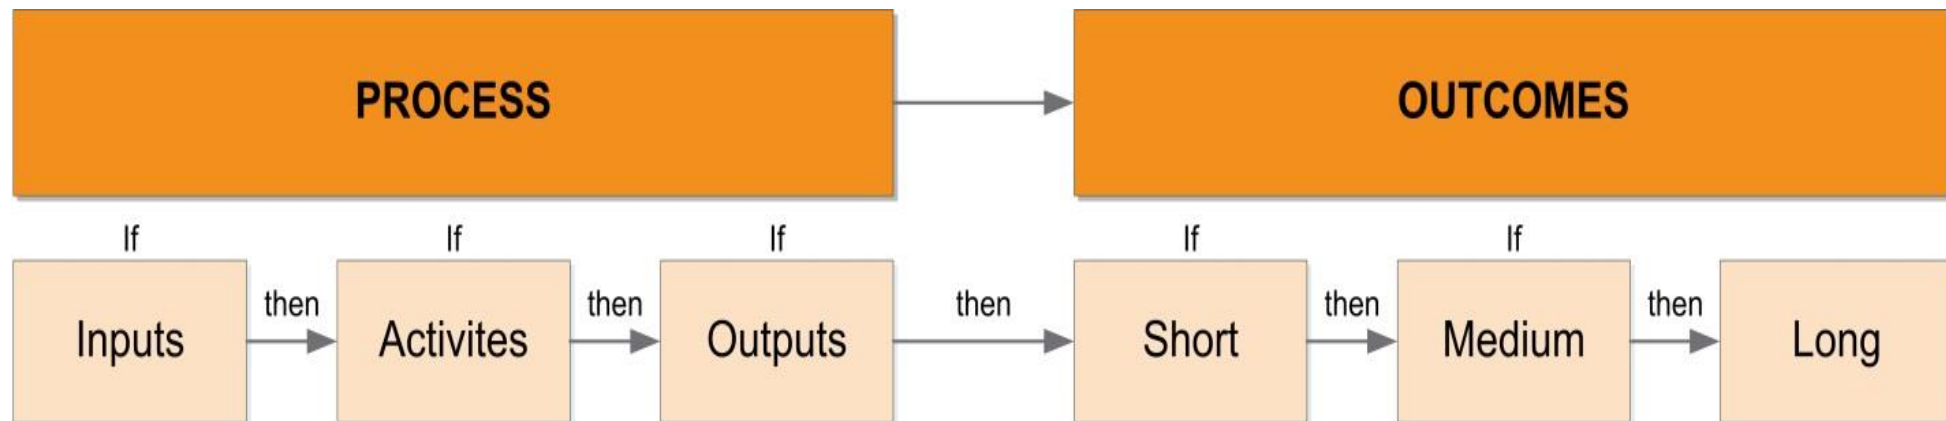 PROCESS
OUTCOMES
If
If
If
If
If
then
then
then
then
then
Inputs
Activites
Outputs
Short
Medium
Long